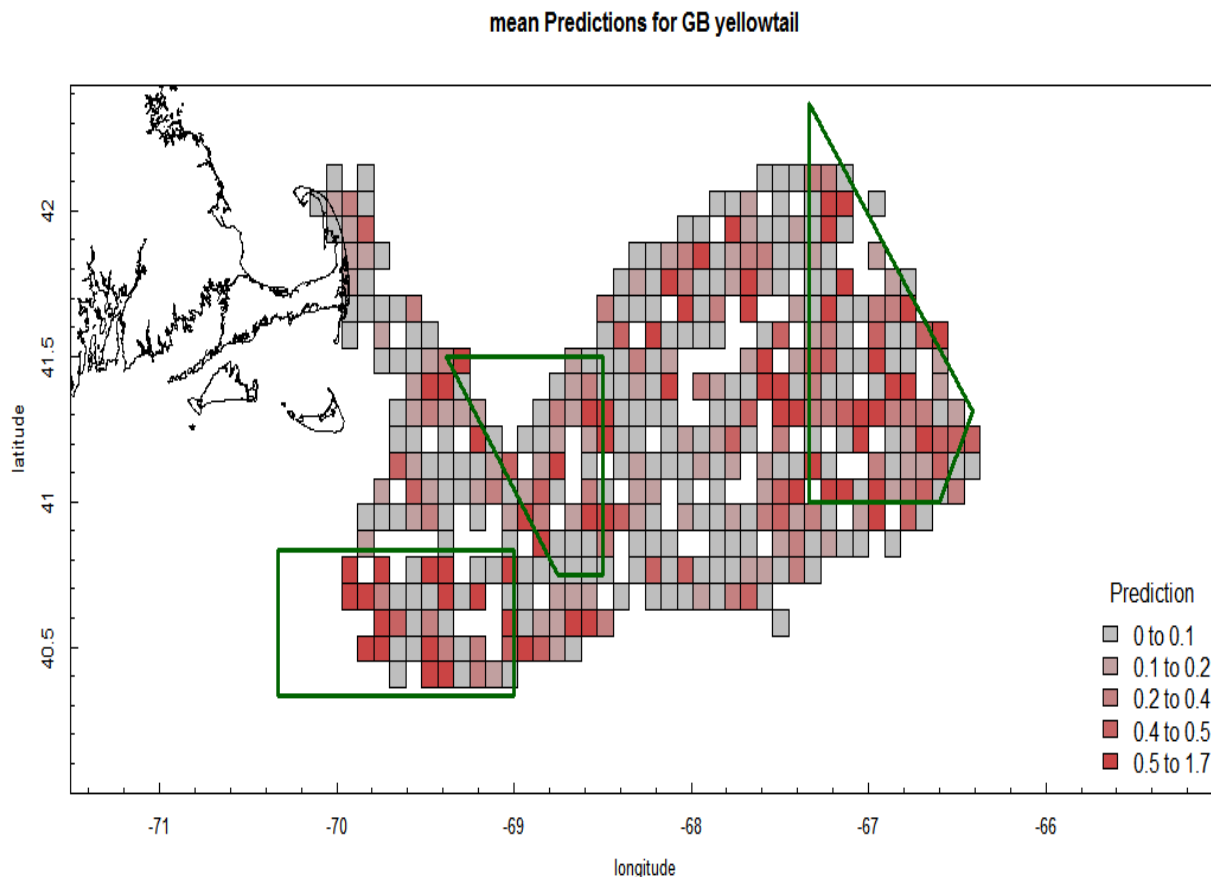 mean Predictions for GB yellowtail
42
41.5
41
40.5
latitude
-71 -70 -69 -68 -67 -66
longitude
Prediction
0 to 0.1
0.1 to 0.2
0.2 to 0.4
0.4 to 0.5
0.5 to 1.7